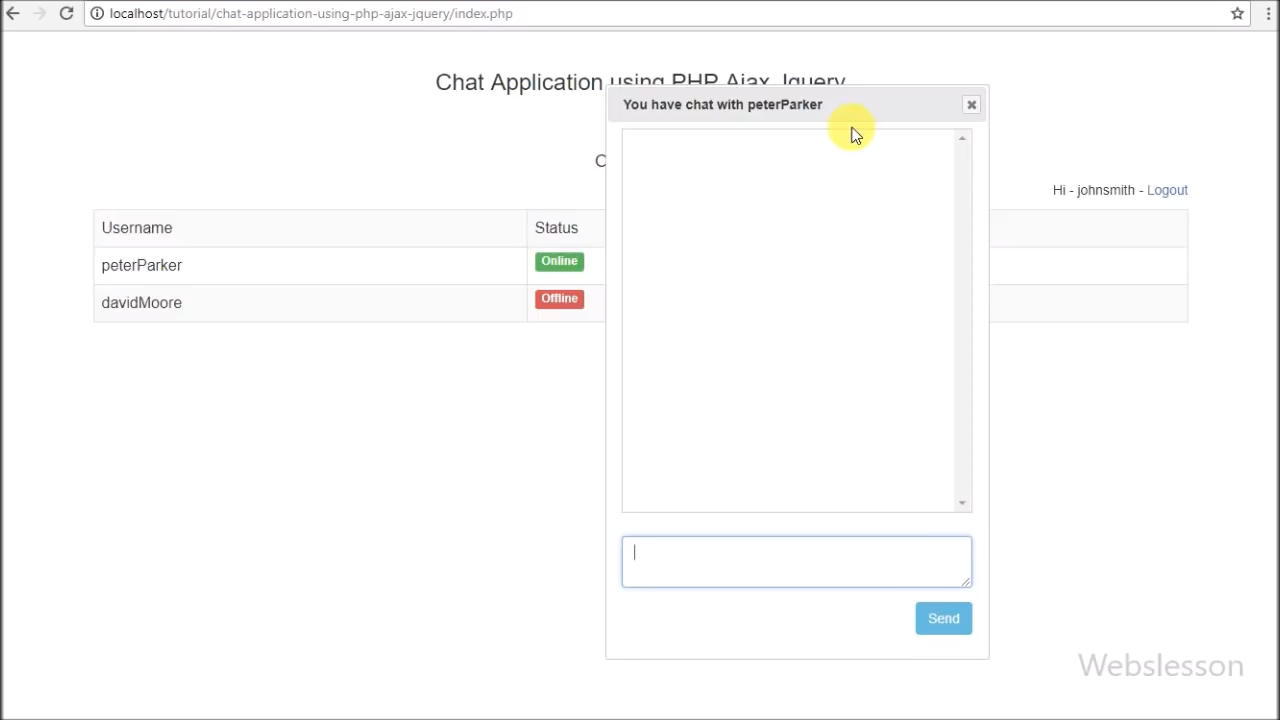 localhost/tutorial/chat-application-using-php-ajax-jquery/index.php
Chat Application using PHP Ajax Jquery
You have chat with peterParker
Hi - johnsmith - Logout
Username Status
peterParker Online
davidMoore Offline
Send
Webslesson